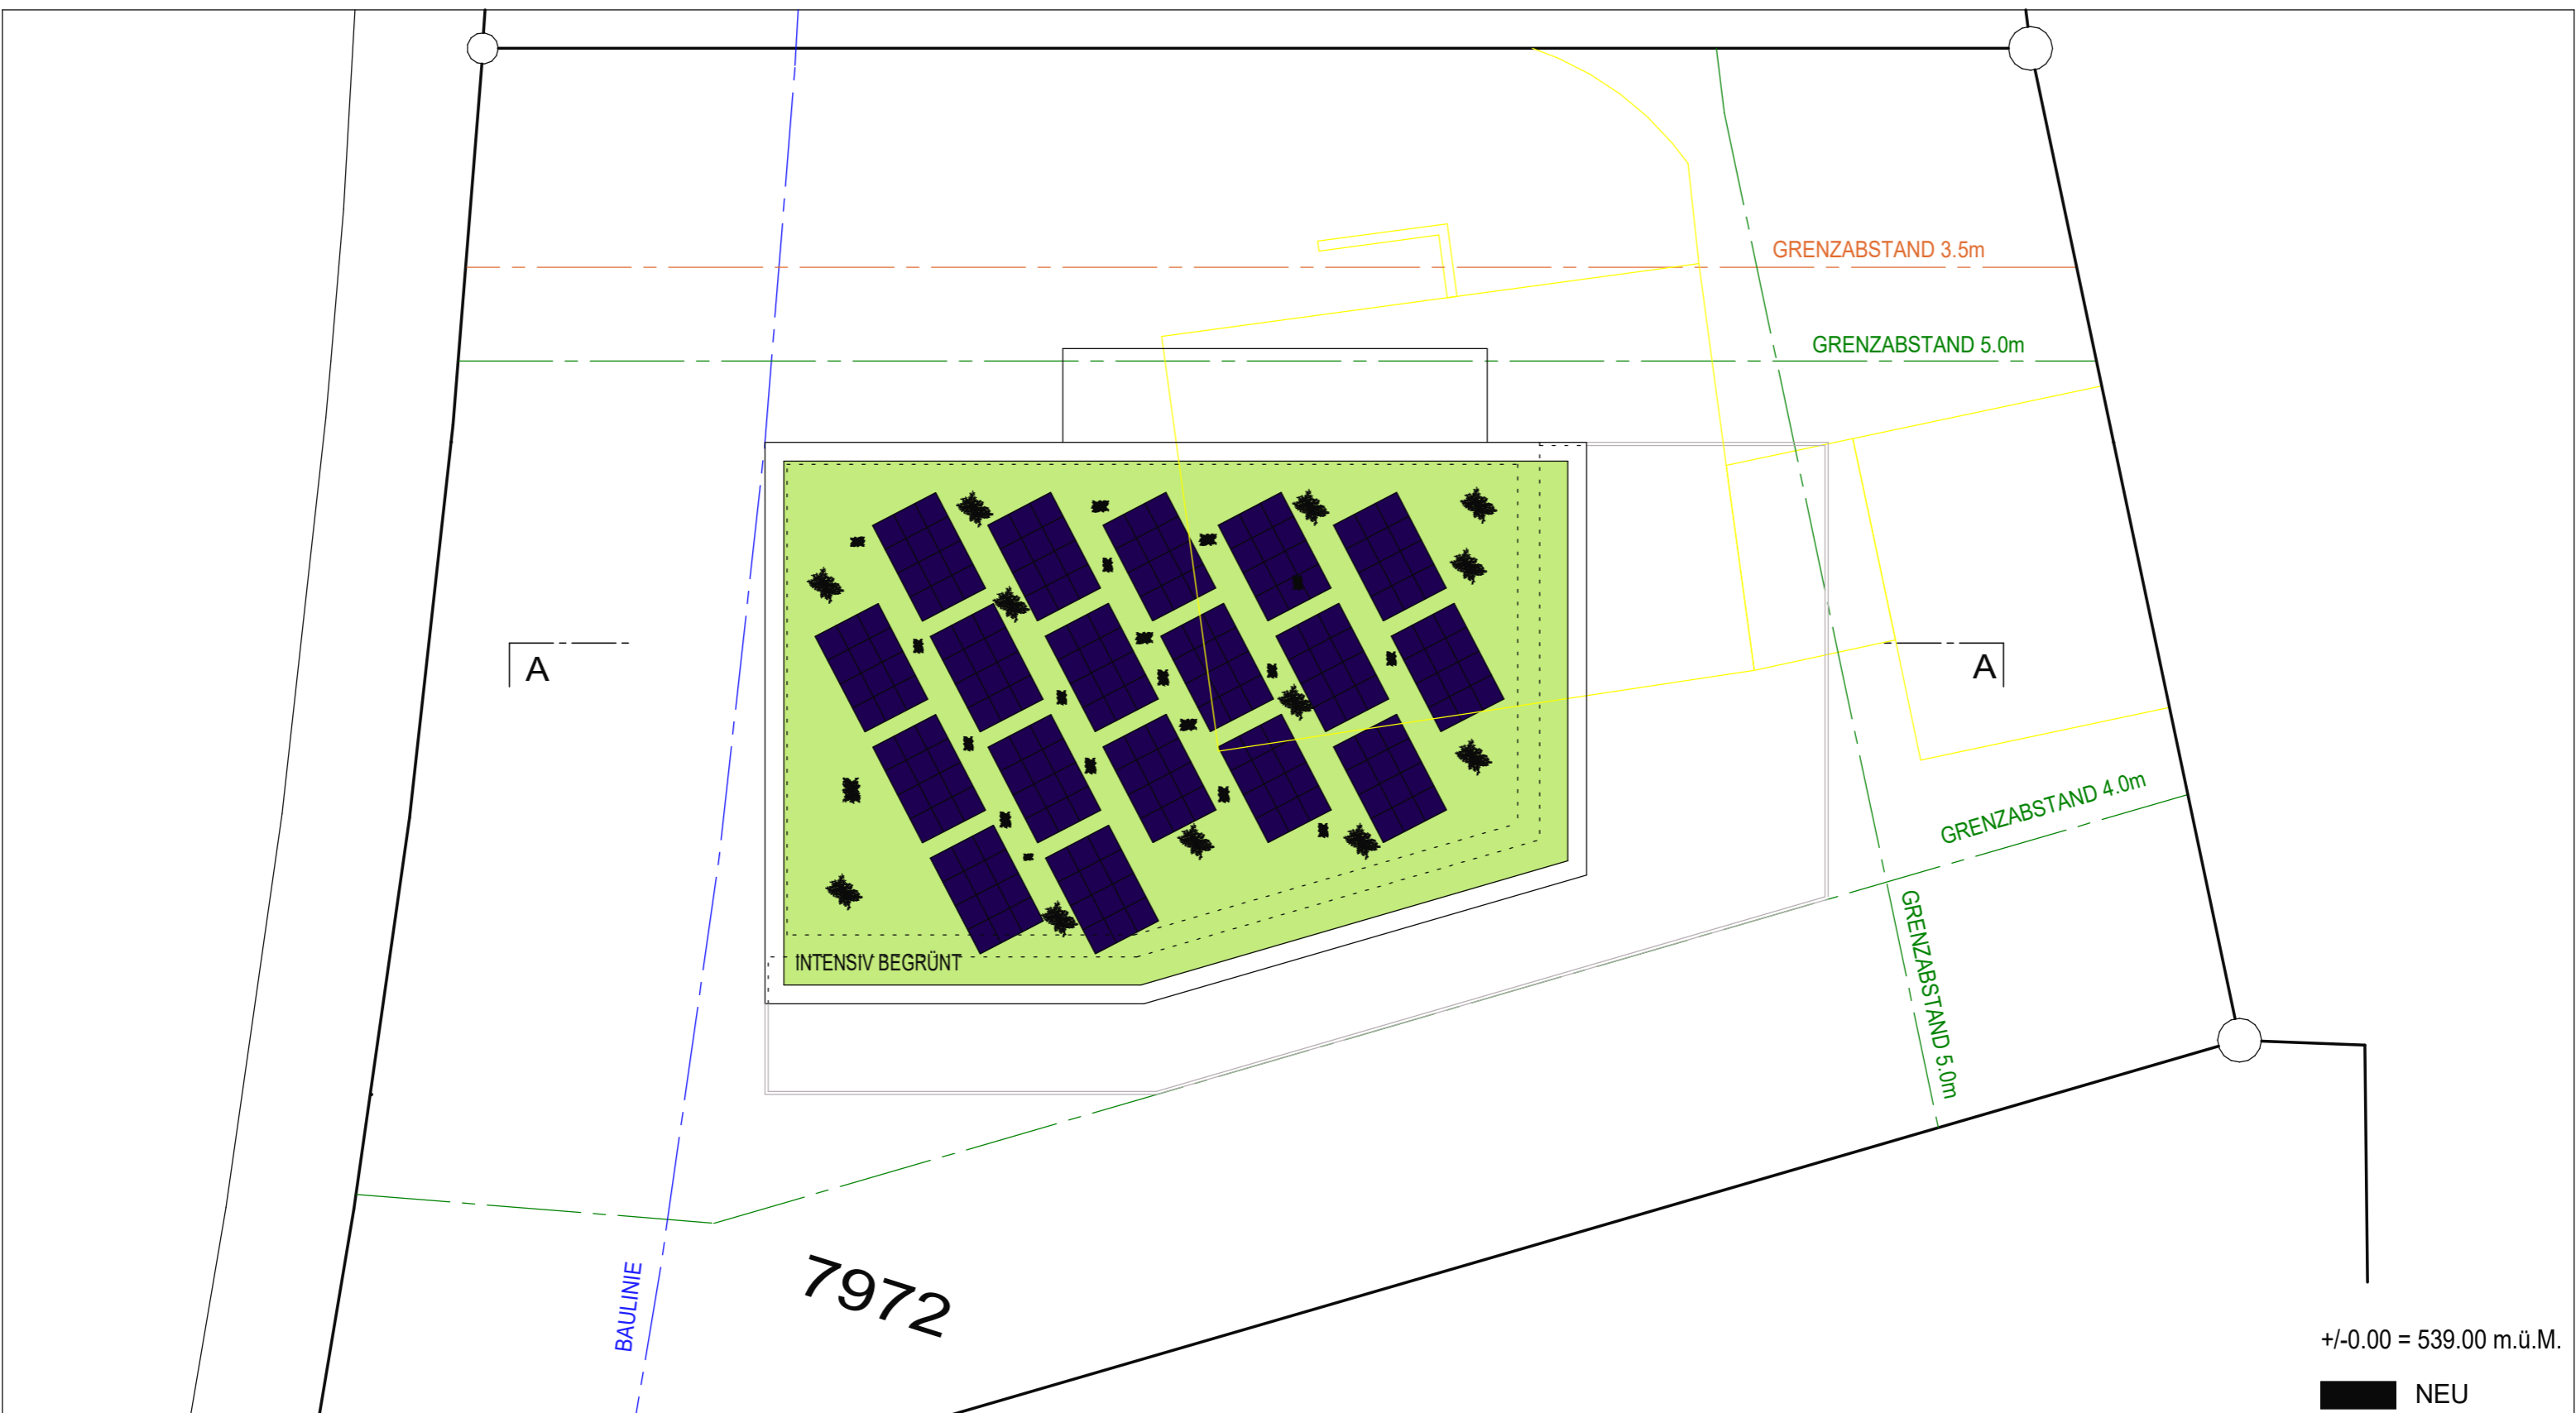 GRENZABSTAND 3.5m
GRENZABSTAND 5.0m
A
A
GRENZABSTAND 4.0m
GRENZABSTAND 5.0m
INTENSIV BEGRÜNT
BAULINIE
7972
+/-0.00 = 539.00 m.ü.M.
NEU